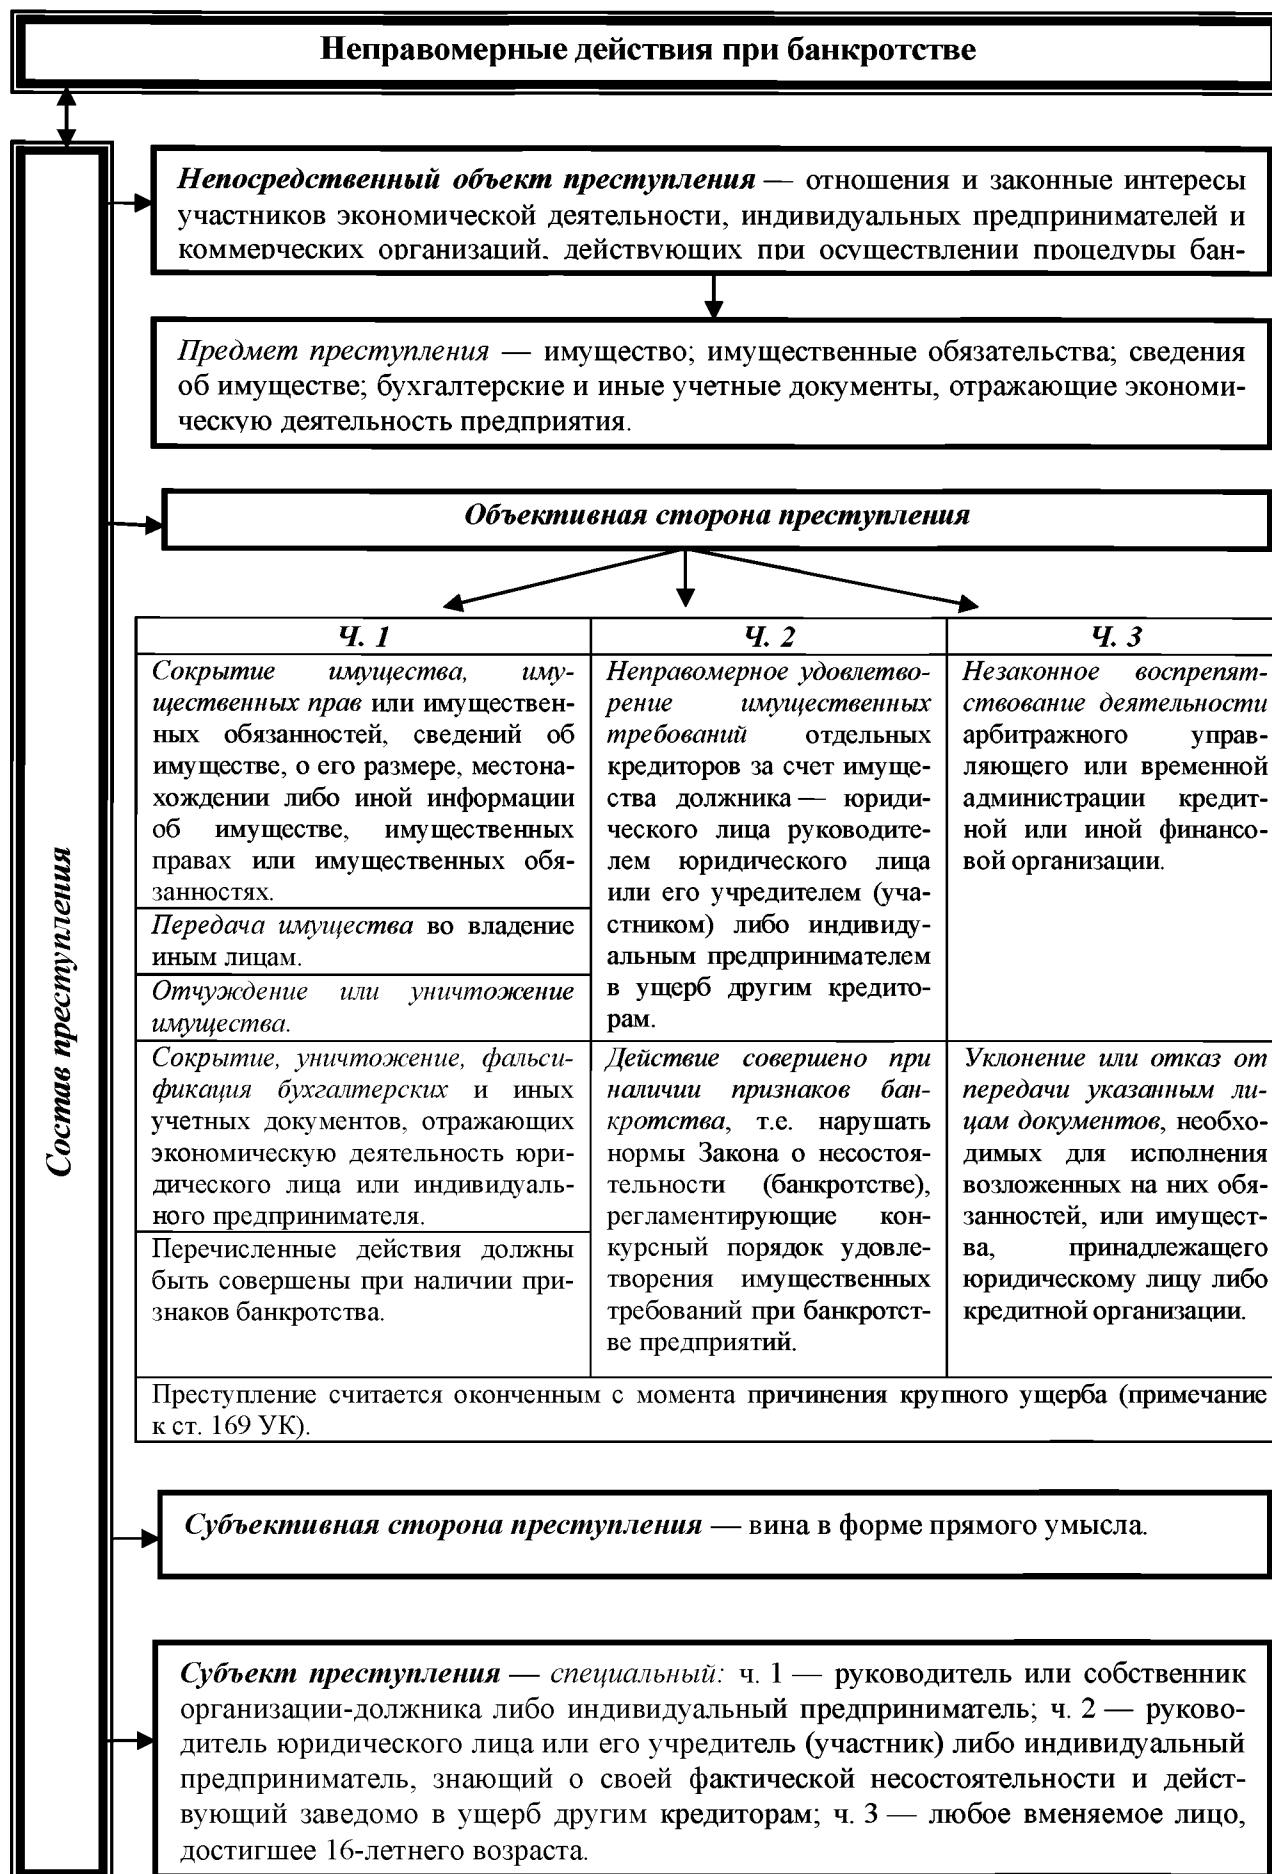 Неправомерные действия при банкротстве
Состав преступления
Непосредственный объект преступления — отношения и законные интересы
участников экономической деятельности, индивидуальных предпринимателей и
коммерческих организаций, действующих при осуществлении процедуры бан-
Предмет преступления — имущество; имущественные обязательства; сведения
об имуществе; бухгалтерские и иные учетные документы, отражающие экономи-
ческую деятельность предприятия.
Объективная сторона преступления
Ч. 1
Сокрытие имущества, иму-
щественных прав или имуществен-
ных обязанностей, сведений об
имуществе, о его размере, местона-
хождении либо иной информации
об имуществе, имущественных
правах или имущественных обя-
занностях.
Передача имущества во владение
иным лицам.
Отчуждение или уничтожение
имущества.
Сокрытие, уничтожение, фальси-
фикация бухгалтерских и иных
учетных документов, отражающих
экономическую деятельность юри-
дического лица или индивидуаль-
ного предпринимателя.
Перечисленные действия должны
быть совершены при наличии при-
знаков банкротства.
Ч. 2
Неправомерное удовлетво-
рение имущественных
требований отдельных
кредиторов за счет имуще-
ства должника — юриди-
ческого лица руководите-
лем юридического лица
или его учредителем (уча-
стником) либо индивиду-
альным предпринимателем
в ущерб другим кредито-
рам.
Действие совершено при
наличии признаков бан-
кротства, т.е. нарушать
нормы Закона о несостоя-
тельности (банкротстве),
регламентирующие кон-
курсный порядок удовле-
творения имущественных
требований при банкротст-
ве предприятий.
Ч. 3
Незаконное воспрепят-
ствование деятельности
арбитражного управ-
ляющего или временной
администрации кредит-
ной или иной финансо-
вой организации.
Уклонение или отказ от
передачи указанным ли-
цам документов, необхо-
димых для исполнения
возложенных на них обя-
занностей, или имущест-
ва, принадлежащего
юридическому лицу либо
кредитной организации.
Преступление считается оконченным с момента причинения крупного ущерба (примечание
к ст. 169 УК).
Субъективная сторона преступления — вина в форме прямого умысла.
Субъект преступления — специальный: ч. 1 — руководитель или собственник
организации-должника либо индивидуальный предприниматель; ч. 2 — руково-
дитель юридического лица или его учредитель (участник) либо индивидуальный
предприниматель, знающий о своей фактической несостоятельности и дейст-
вующий заведомо в ущерб другим кредиторам; ч. 3 — любое вменяемое лицо,
достигшее 16-летнего возраста.